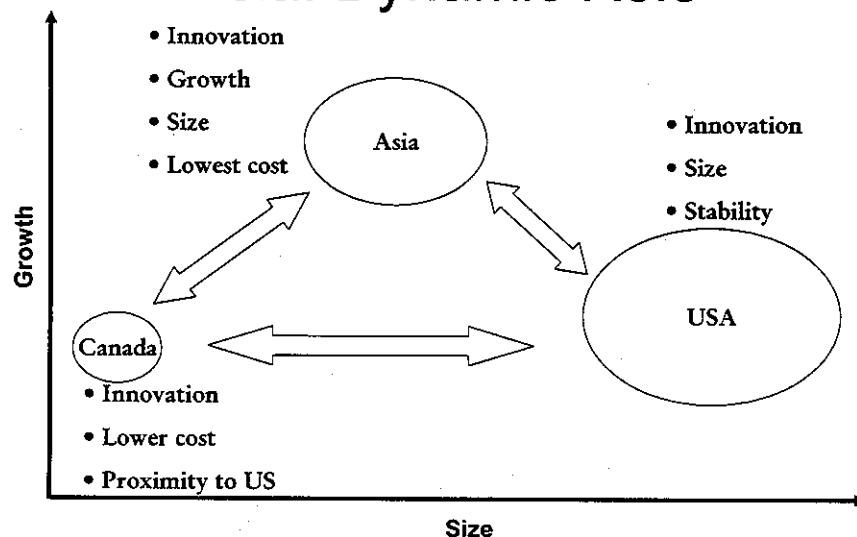 • Innovation
• Growth
• Size
• Lowest cost
Asia
• Innovation
• Size
• Stability
USA
Growth
Canada
• Innovation
• Lower cost
• Proximity to US
Size